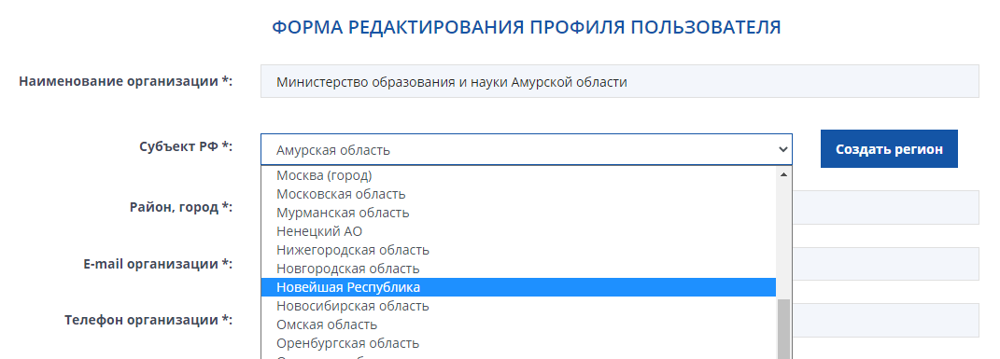 ФОРМА РЕДАКТИРОВАНИЯ ПРОФИЛЯ ПОЛЬЗОВАТЕЛЯ
Наименование организации *: Министерство образования и науки Амурской области
Субъект РФ *: Амурская область Создать регион
Москва (город)
Московская область
Район, город *:
Мурманская область
Ненецкий АО
Нижегородская область
E-mail организации *:
Новгородская область
Новейшая Республика
Новосибирская область
Телефон организации *:
Омская область
Оренбургская область